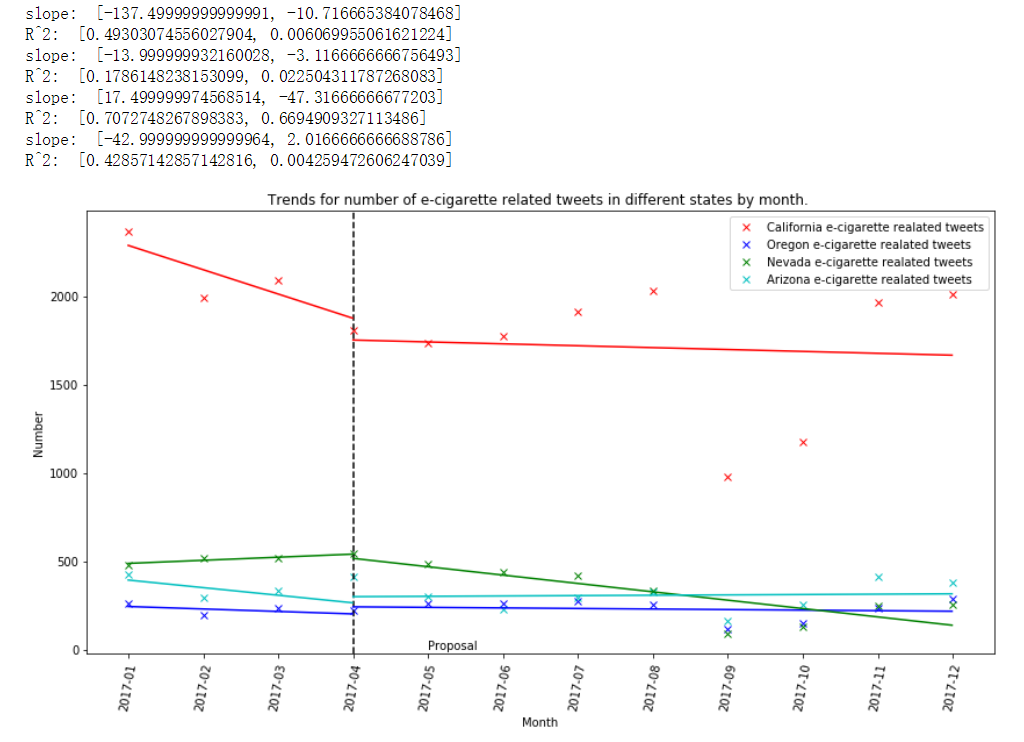 slope:  [-137.49999999999991, -10.716665384078468]
R^2:  [0.49303074556027904, 0.006069955061621224]
slope:  [-13.999999932160028, -3.1166666666756493]
R^2:  [0.1786148238153099, 0.022504311787268083]
slope:  [17.499999974568514, -47.31666666677203]
R^2:  [0.7072748267898383, 0.6694909327113486]
slope:  [-42.999999999999964, 2.0166666666688786]
R^2:  [0.42857142857142816, 0.004259472606247039]
Trends for number of e-cigarette related tweets in different states by month.
California e-cigarette realated tweets
Oregon e-cigarette realated tweets
Nevada e-cigarette realated tweets
Arizona e-cigarette realated tweets
2000
1500
1000
500
0
Number
Proposal
2017-01
2017-02
2017-03
2017-04
2017-05
2017-06
2017-07
2017-08
2017-09
2017-10
2017-11
2017-12
Month